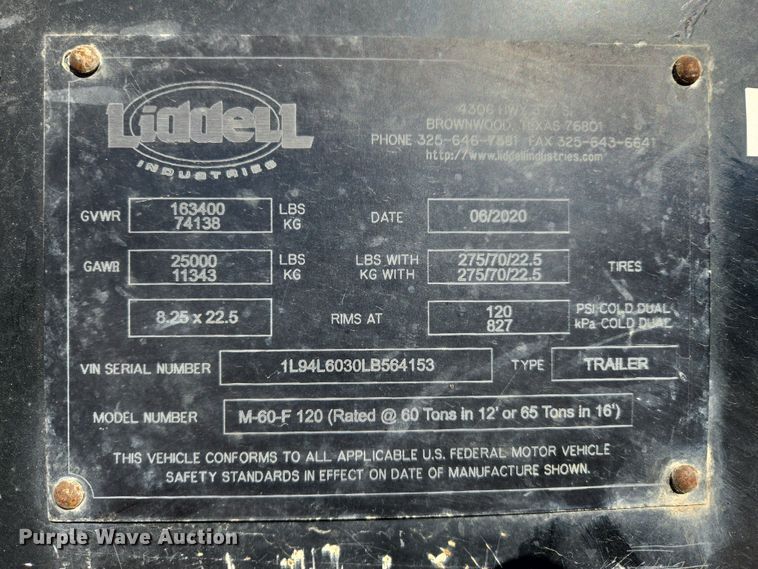 Liddell
INDUSTRIES
4306 HWY 377 S.
BROWNWOOD, TEXAS 76801
PHONE 325-646-7581 FAX 325-643-6641
http://www.liddellindustries.com
GVWR 163400 LBS DATE 06/2020
74138 KG
GAWR 25000 LBS LBS WITH 275/70/22.5 TIRES
11343 KG KG WITH 275/70/22.5
8.25 x 22.5 RIMS AT 120 PSI COLD DUAL
827 kPa COLD DUAL
VIN SERIAL NUMBER 1L94L6030LB564153 TYPE TRAILER
MODEL NUMBER M-60-F 120 (Rated @ 60 Tons in 12' or 65 Tons in 16')
THIS VEHICLE CONFORMS TO ALL APPLICABLE U.S. FEDERAL MOTOR VEHICLE
SAFETY STANDARDS IN EFFECT ON DATE OF MANUFACTURE SHOWN.
Purple Wave Auction